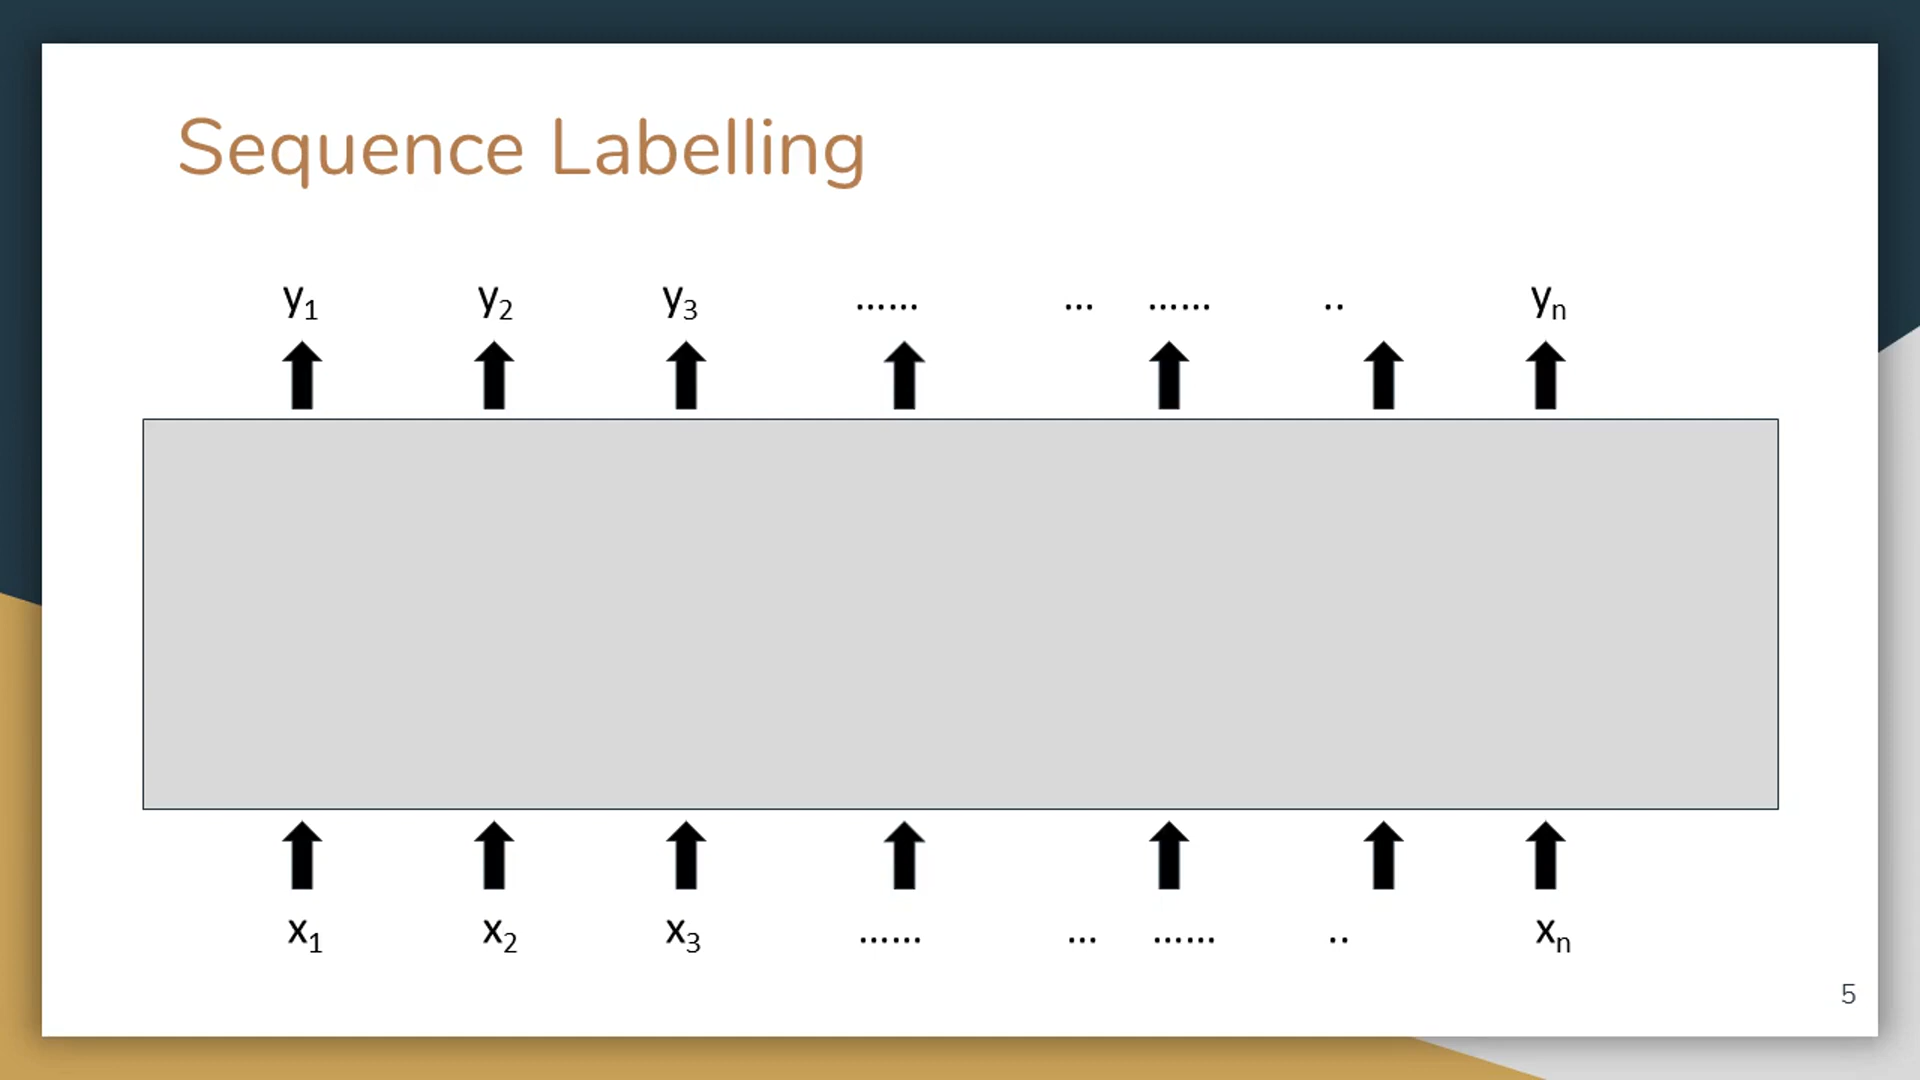 Sequence Labelling
y1 y2 y3 ...... ... ...... .. yn
x1 x2 x3 ...... ... ...... .. xn
5